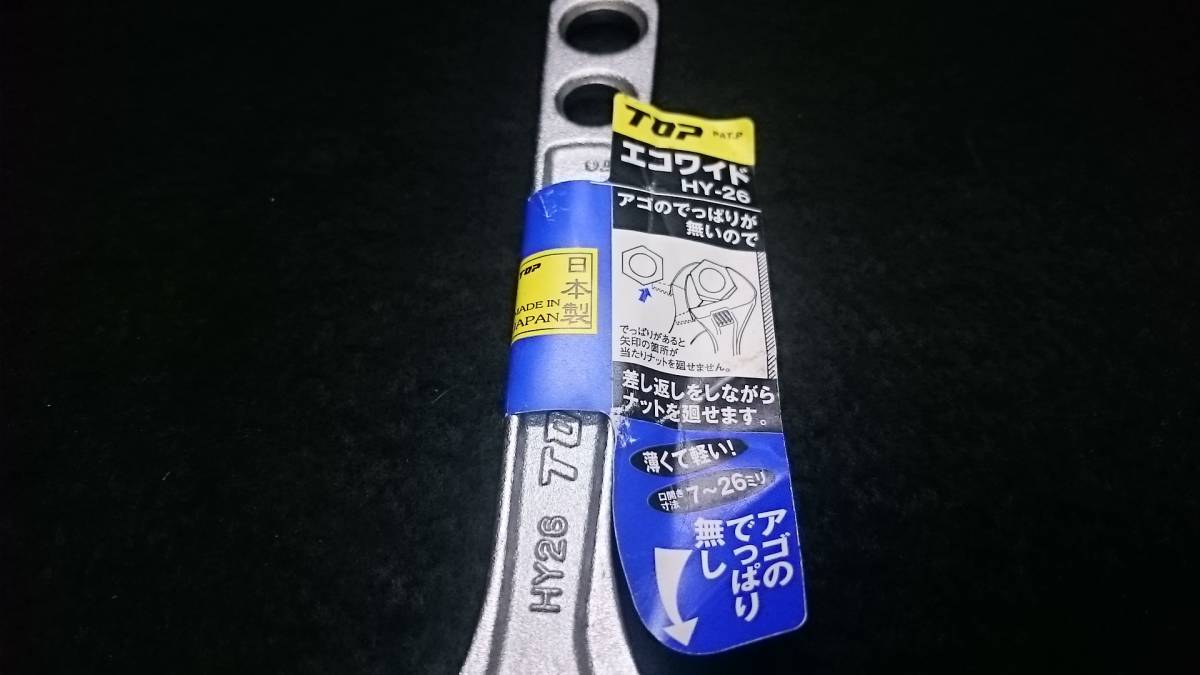 TOP PAT.P
エコワイド
HY-26
アゴのでっぱりが
無いので
でっぱりがあると
矢印の箇所が
当たりナットを廻せません。
差し返しをしながら
ナットを廻せます。
薄くて軽い!
口開き
寸法
7〜26ミリ
アゴの
でっぱり
無し
TOP
日本製
MADE IN
JAPAN
HY26